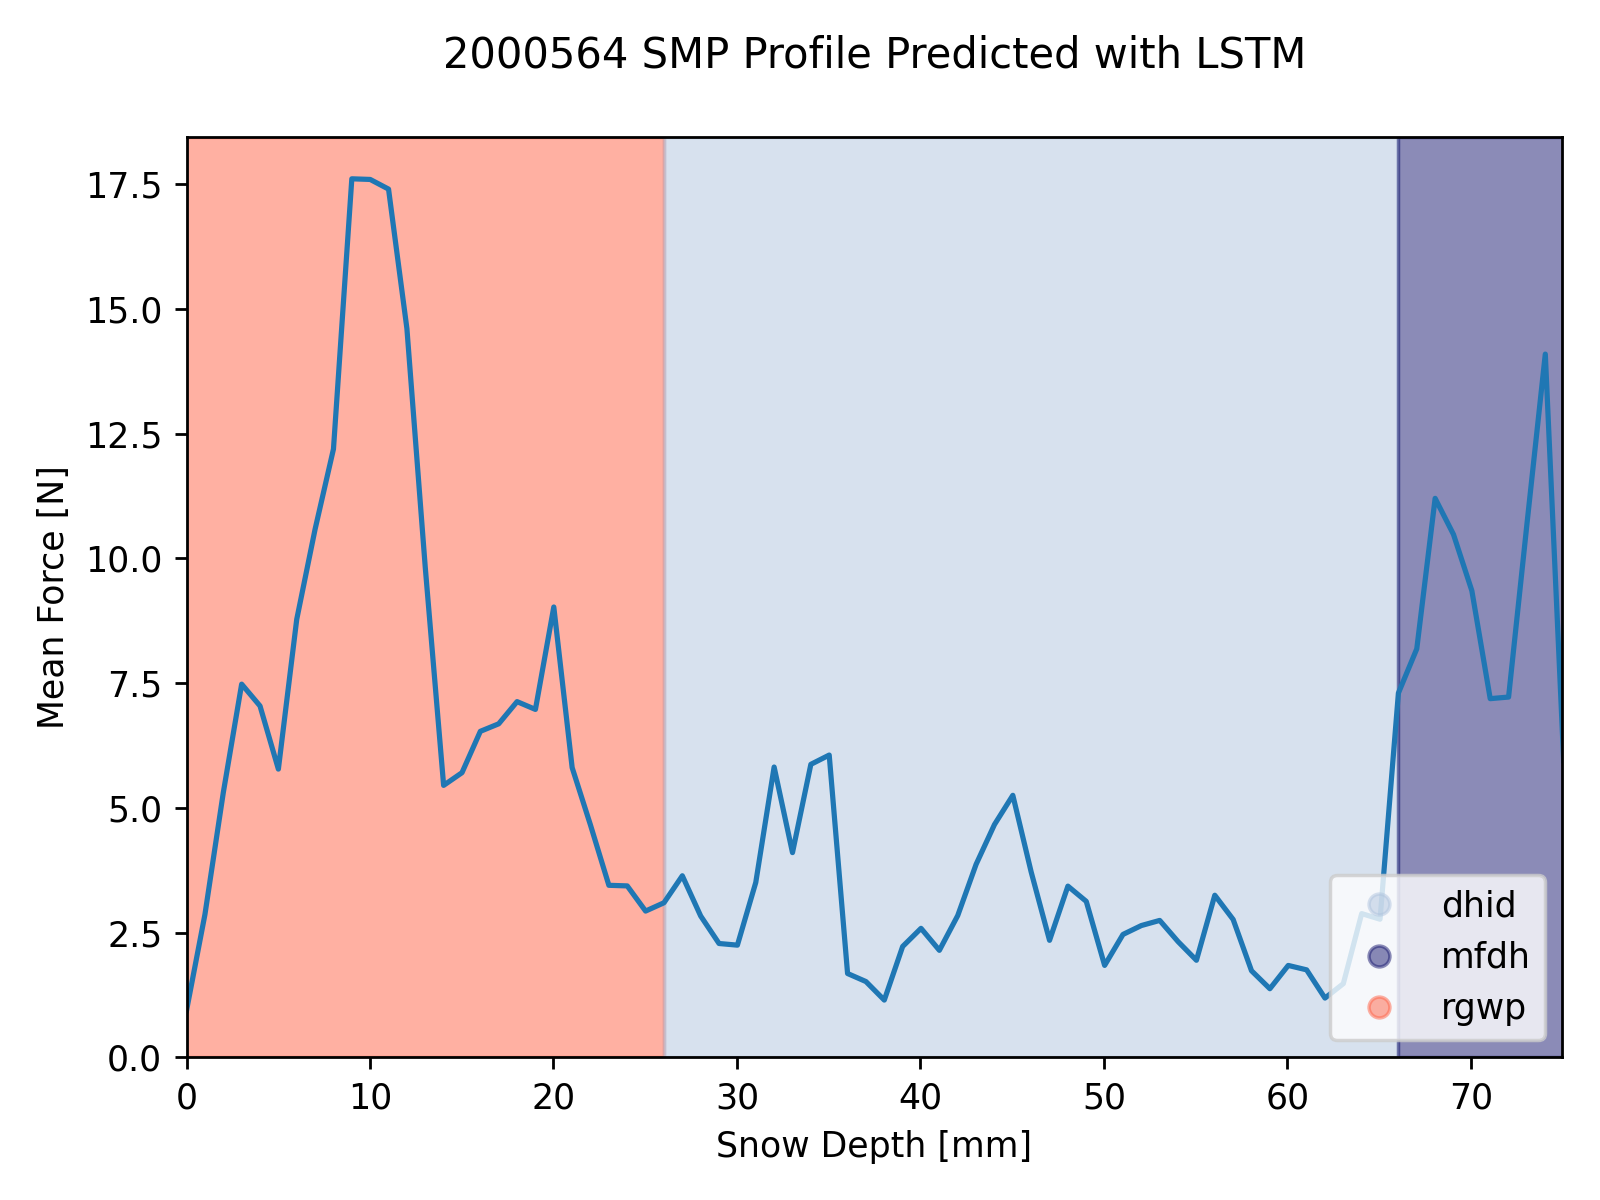 2000564 SMP Profile Predicted with LSTM
17.5
15.0
12.5
10.0
7.5
5.0
2.5
0.0
Mean Force [N]
dhid
mfdh
rgwp
0 10 20 30 40 50 60 70
Snow Depth [mm]